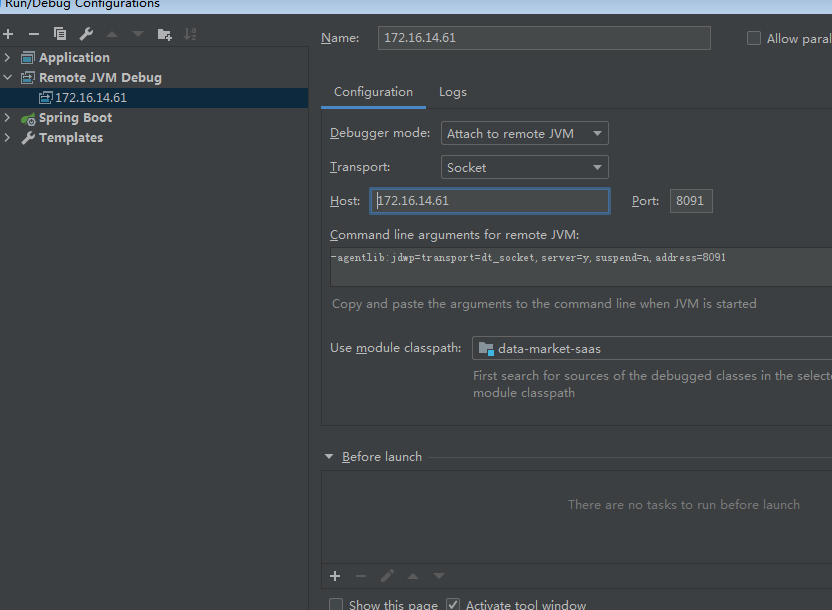 Run/Debug Configurations
Application
Remote JVM Debug
172.16.14.61
Spring Boot
Templates
Name: 172.16.14.61 Allow paral
Configuration Logs
Debugger mode: Attach to remote JVM
Transport: Socket
Host: 172.16.14.61 Port: 8091
Command line arguments for remote JVM:
-agentlib:jdwp=transport=dt_socket,server=y,suspend=n,address=8091
Copy and paste the arguments to the command line when JVM is started
Use module classpath: data-market-saas
First search for sources of the debugged classes in the selecte
module classpath
Before launch
There are no tasks to run before launch
Show this page Activate tool window